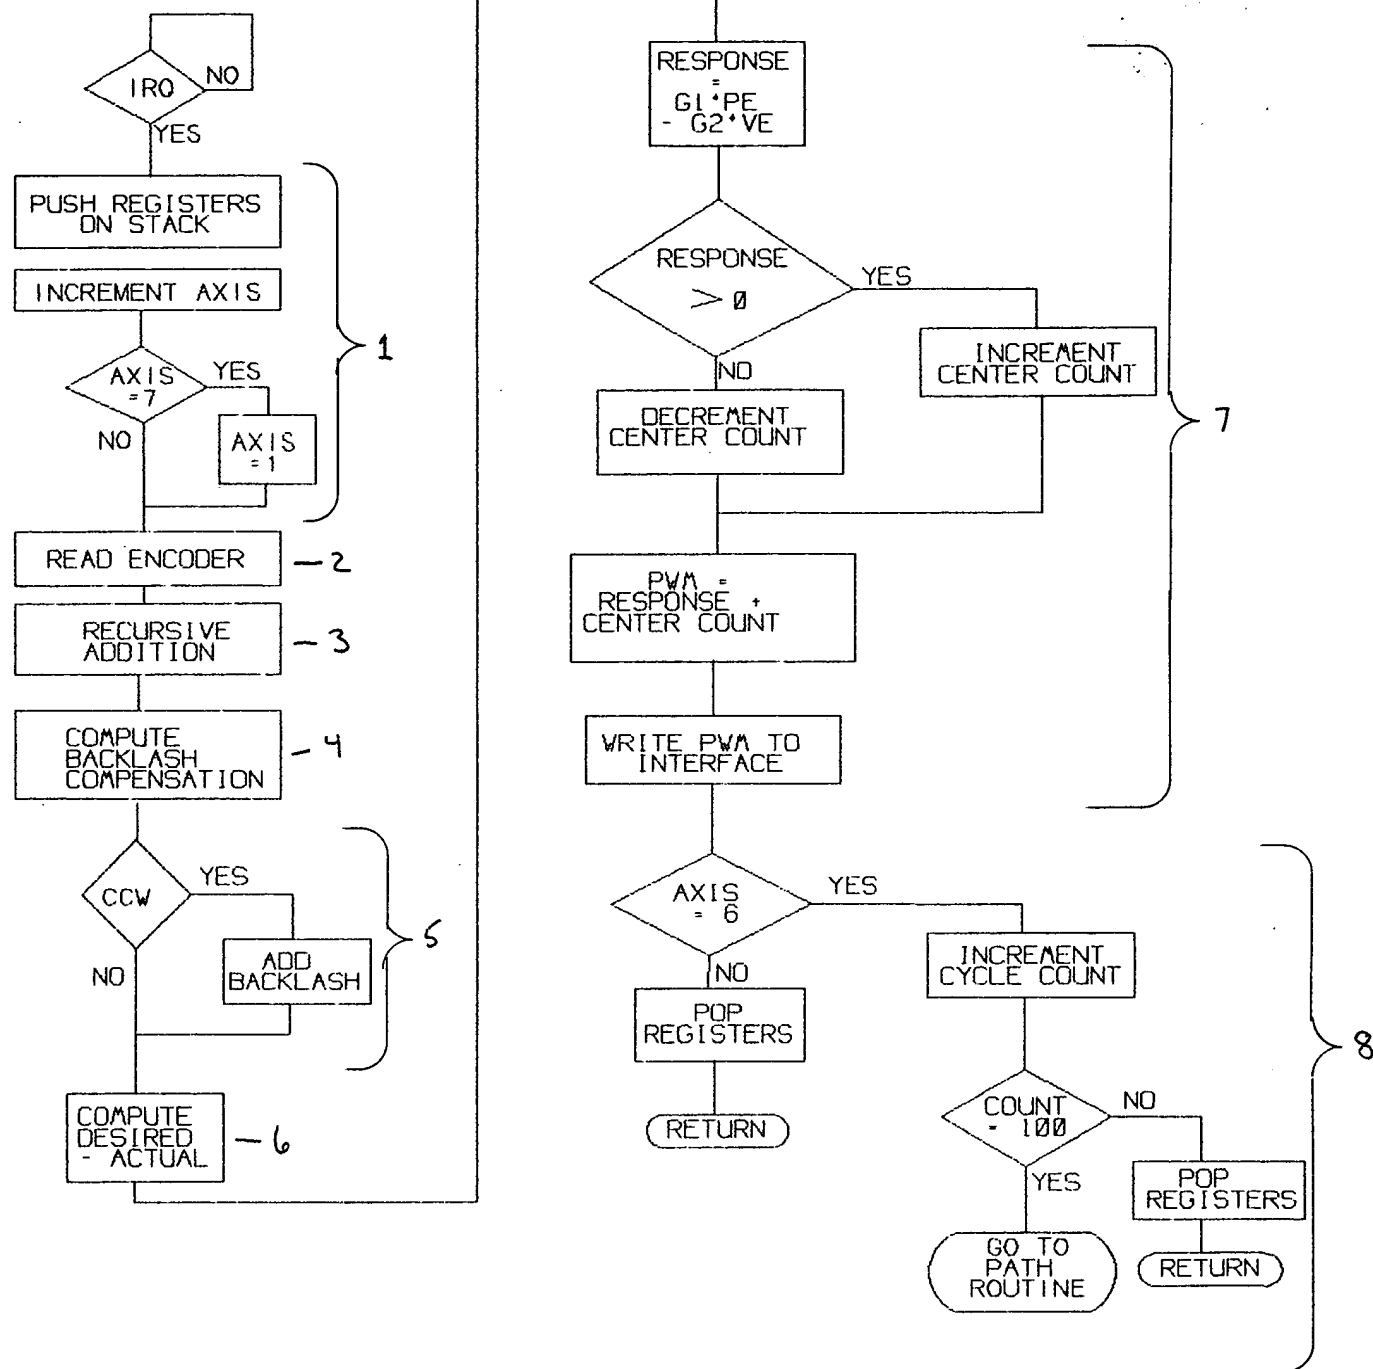 IRQ
NO
YES
PUSH REGISTERS
ON STACK
INCREMENT AXIS
AXIS
=7
YES
NO
AXIS
=1
1
READ ENCODER
2
RECURSIVE
ADDITION
3
COMPUTE
BACKLASH
COMPENSATION
4
CCW
YES
NO
ADD
BACKLASH
5
COMPUTE
DESIRED
- ACTUAL
6
RESPONSE
=
G1*PE
- G2*VE
RESPONSE
> 0
YES
NO
INCREMENT
CENTER COUNT
DECREMENT
CENTER COUNT
PWM =
RESPONSE +
CENTER COUNT
WRITE PWM TO
INTERFACE
7
AXIS
= 6
YES
NO
POP
REGISTERS
RETURN
INCREMENT
CYCLE COUNT
COUNT
= 100
NO
YES
POP
REGISTERS
RETURN
GO TO
PATH
ROUTINE
8